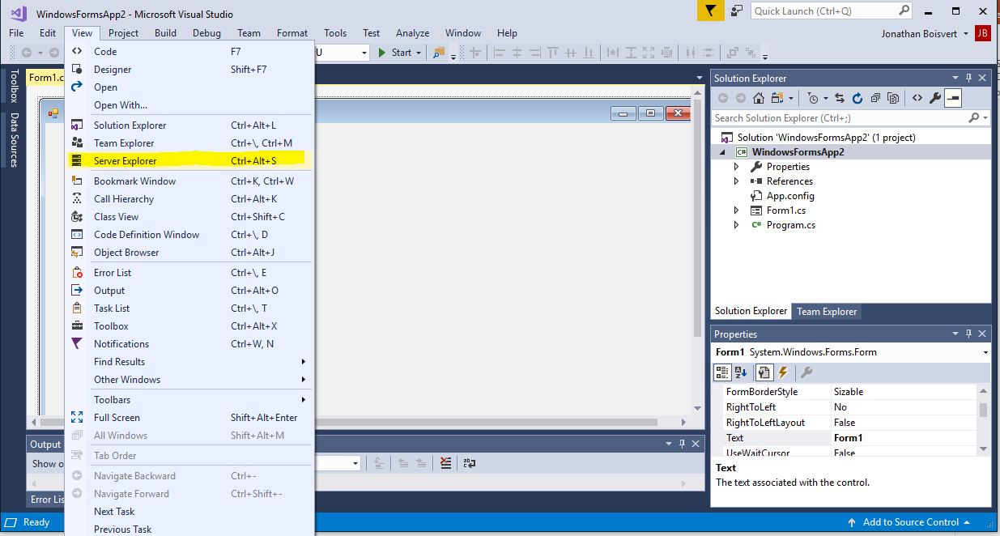 WindowsFormsApp2 - Microsoft Visual Studio
Quick Launch (Ctrl+Q)
File Edit View Project Build Debug Team Format Tools Test Analyze Window Help
Jonathan Boisvert JB
U Start
Toolbox
Data Sources
Form1.c
Code F7
Designer Shift+F7
Open
Open With...
Solution Explorer Ctrl+Alt+L
Team Explorer Ctrl+\, Ctrl+M
Server Explorer Ctrl+Alt+S
Bookmark Window Ctrl+K, Ctrl+W
Call Hierarchy Ctrl+Alt+K
Class View Ctrl+Shift+C
Code Definition Window Ctrl+\, D
Object Browser Ctrl+Alt+J
Error List Ctrl+\, E
Output Ctrl+Alt+O
Task List Ctrl+\, T
Toolbox Ctrl+Alt+X
Notifications Ctrl+W, N
Find Results
Other Windows
Toolbars
Full Screen Shift+Alt+Enter
All Windows Shift+Alt+M
Tab Order
Navigate Backward Ctrl+-
Navigate Forward Ctrl+Shift+-
Next Task
Previous Task
Output
Show o
Error Lis
Solution Explorer
Search Solution Explorer (Ctrl+;)
Solution 'WindowsFormsApp2' (1 project)
C# WindowsFormsApp2
Properties
References
App.config
Form1.cs
C# Program.cs
Solution Explorer Team Explorer
Properties
Form1 System.Windows.Forms.Form
FormBorderStyle Sizable
RightToLeft No
RightToLeftLayout False
Text Form1
UseWaitCursor False
Text
The text associated with the control.
Ready
Add to Source Control